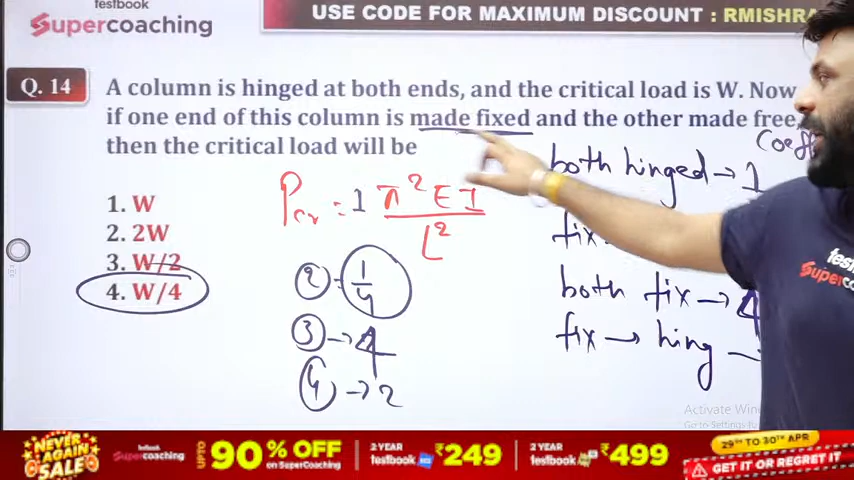 testbook
Supercoaching
USE CODE FOR MAXIMUM DISCOUNT : RMISHRA
Q. 14
A column is hinged at both ends, and the critical load is W. Now
if one end of this column is made fixed and the other made free,
then the critical load will be
1. W
2. 2W
3. W/2
4. W/4
Pcr = 1 π² E I
L²
2 1/4
3 → 4
4 → 2
Coeff
both hinged → 1
fix
both fix → 4
fix → hing →
Activate Win
Go to Settings
NEVER
AGAIN
SALE
testbook
Supercoaching
UPTO 90% OFF
on SuperCoaching
2 YEAR
testbook
₹249
2 YEAR
testbook
₹499
29TH TO 30TH APR
GET IT OR REGRET IT